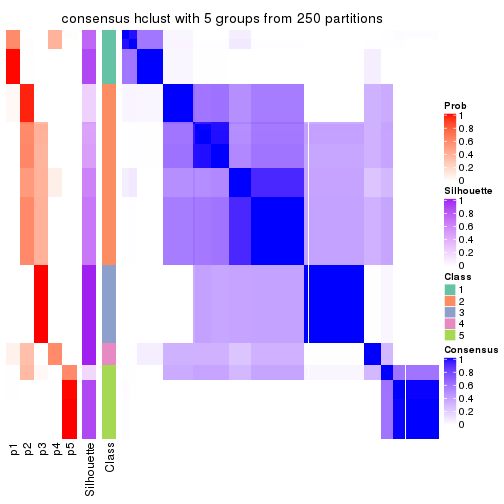 consensus hclust with 5 groups from 250 partitions
Prob
1
0.8
0.6
0.4
0.2
0
Silhouette
1
0.8
0.6
0.4
0.2
0
Class
1
2
3
4
5
Consensus
1
0.8
0.6
0.4
0.2
0
p1
p2
p3
p4
p5
Silhouette
Class